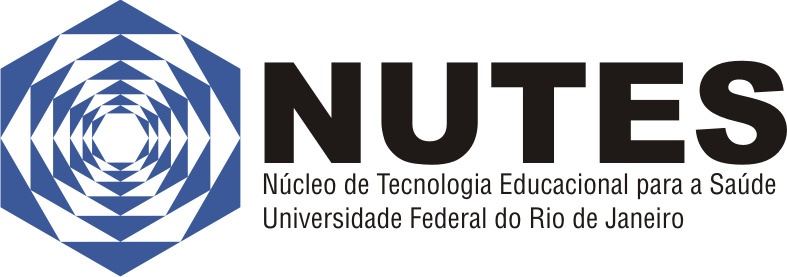 NUTES
Núcleo de Tecnologia Educacional para a Saúde
Universidade Federal do Rio de Janeiro